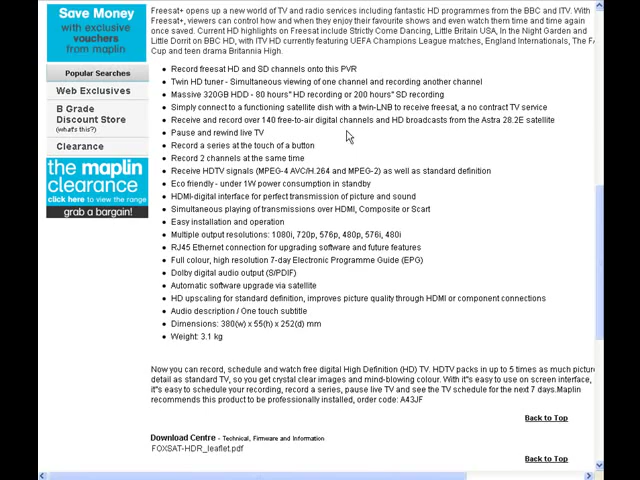 Save Money
with exclusive
vouchers
from maplin
Popular Searches
Web Exclusives
B Grade
Discount Store
(what's this?)
Clearance
the maplin
clearance
click here to view the range
grab a bargain!
Freesat+ opens up a new world of TV and radio services including fantastic HD programmes from the BBC and ITV. With
Freesat+, viewers can control how and when they enjoy their favourite shows and even watch them time and time again
once saved. Current HD highlights on Freesat include Strictly Come Dancing, Little Britain USA, In the Night Garden and
Little Dorrit on BBC HD, with ITV HD currently featuring UEFA Champions League matches, England Internationals, The FA
Cup and teen drama Britannia High.
Record freesat HD and SD channels onto this PVR
Twin HD tuner - Simultaneous viewing of one channel and recording another channel
Massive 320GB HDD - 80 hours" HD recording or 200 hours" SD recording
Simply connect to a functioning satellite dish with a twin-LNB to receive freesat, a no contract TV service
Receive and record over 140 free-to-air digital channels and HD broadcasts from the Astra 28.2E satellite
Pause and rewind live TV
Record a series at the touch of a button
Record 2 channels at the same time
Receive HDTV signals (MPEG-4 AVC/H.264 and MPEG-2) as well as standard definition
Eco friendly - under 1W power consumption in standby
HDMI-digital interface for perfect transmission of picture and sound
Simultaneous playing of transmissions over HDMI, Composite or Scart
Easy installation and operation
Multiple output resolutions: 1080i, 720p, 576p, 480p, 576i, 480i
RJ45 Ethernet connection for upgrading software and future features
Full colour, high resolution 7-day Electronic Programme Guide (EPG)
Dolby digital audio output (S/PDIF)
Automatic software upgrade via satellite
HD upscaling for standard definition, improves picture quality through HDMI or component connections
Audio description / One touch subtitle
Dimensions: 380(w) x 55(h) x 252(d) mm
Weight: 3.1 kg
Now you can record, schedule and watch free digital High Definition (HD) TV. HDTV packs in up to 5 times as much picture
detail as standard TV, so you get crystal clear images and mind-blowing colour. With it"s easy to use on screen interface,
it"s easy to schedule your recording, record a series, pause live TV and see the TV schedule for the next 7 days.Maplin
recommends this product to be professionally installed, order code: A43JF
Back to Top
Download Centre - Technical, Firmware and Information
FOXSAT-HDR_leaflet.pdf
Back to Top